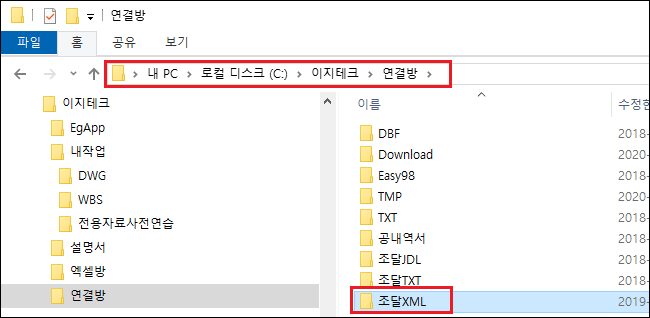 연결방
파일 홈 공유 보기
내 PC 로컬 디스크 (C:) 이지테크 연결방
이지테크
EgApp
내작업
DWG
WBS
전용자료사전연습
설명서
엑셀방
연결방
이름 수정한
DBF 2018-
Download 2020-
Easy98 2018-
TMP 2020-
TXT 2018-
공내역서 2018-
조달JDL 2018-
조달TXT 2018-
조달XML 2019-